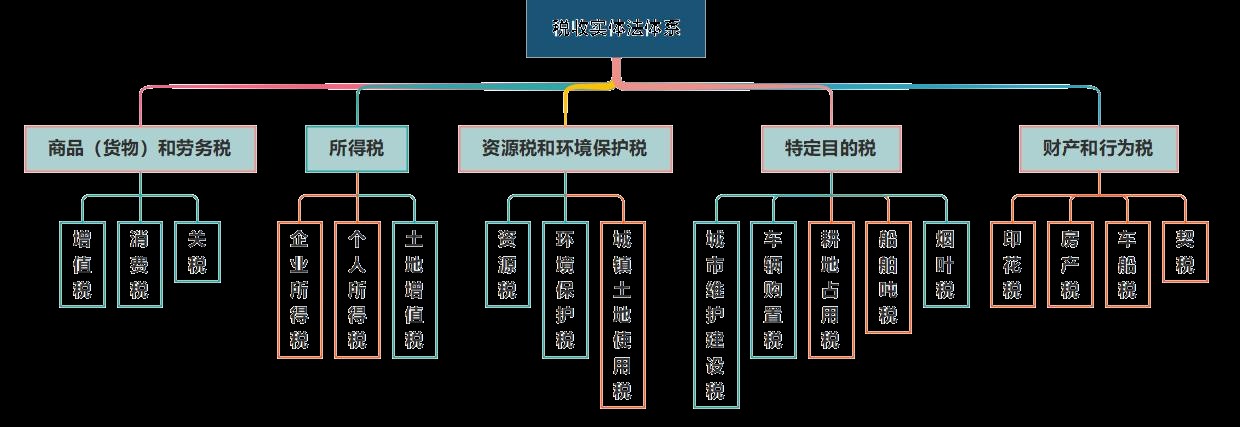 税收实体法体系
商品（货物）和劳务税
所得税
资源税和环境保护税
特定目的税
财产和行为税
增值税
消费税
关税
企业所得税
个人所得税
土地增值税
资源税
环境保护税
城镇土地使用税
城市维护建设税
车辆购置税
耕地占用税
船舶吨税
烟叶税
印花税
房产税
车船税
契税